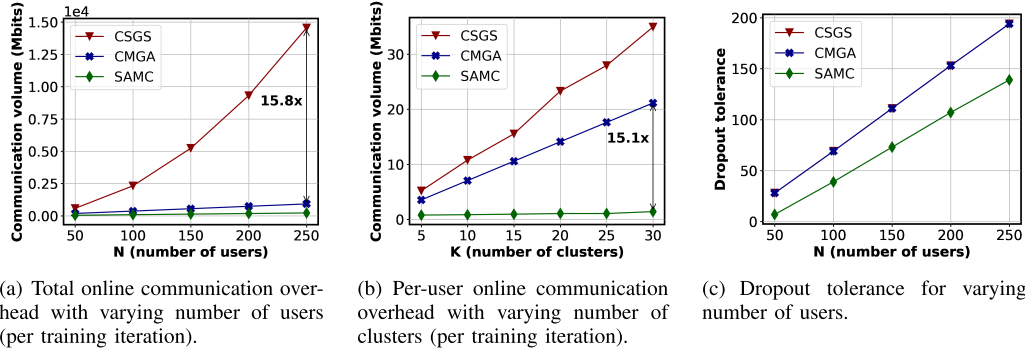 1e4
Communication volume (Mbits)
1.50
1.25
1.00
0.75
0.50
0.25
0.00
CSGS
CMGA
SAMC
15.8x
50 100 150 200 250
N (number of users)
Communication volume (Mbits)
30
20
10
0
CSGS
CMGA
SAMC
15.1x
5 10 15 20 25 30
K (number of clusters)
Dropout tolerance
200
150
100
50
0
CSGS
CMGA
SAMC
50 100 150 200 250
N (number of users)
(a) Total online communication over-
head with varying number of users
(per training iteration).
(b) Per-user online communication
overhead with varying number of
clusters (per training iteration).
(c) Dropout tolerance for varying
number of users.